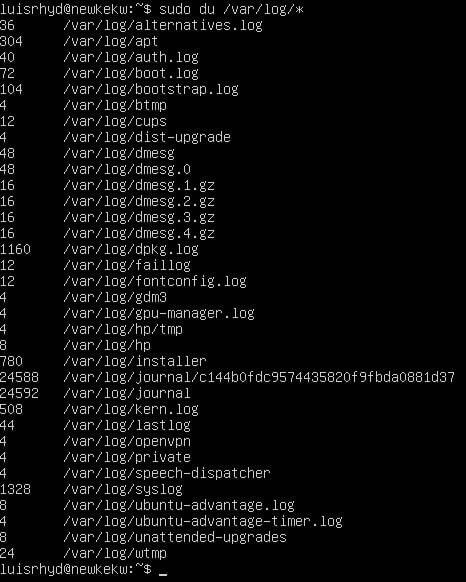 luisrhyd@newkekw:~$ sudo du /var/log/*
36 /var/log/alternatives.log
304 /var/log/apt
40 /var/log/auth.log
72 /var/log/boot.log
104 /var/log/bootstrap.log
4 /var/log/btmp
12 /var/log/cups
4 /var/log/dist-upgrade
48 /var/log/dmesg
48 /var/log/dmesg.0
16 /var/log/dmesg.1.gz
16 /var/log/dmesg.2.gz
16 /var/log/dmesg.3.gz
16 /var/log/dmesg.4.gz
1160 /var/log/dpkg.log
12 /var/log/faillog
12 /var/log/fontconfig.log
4 /var/log/gdm3
4 /var/log/gpu-manager.log
4 /var/log/hp/tmp
8 /var/log/hp
780 /var/log/installer
24588 /var/log/journal/c144b0fdc9574435820f9fbda0881d37
24592 /var/log/journal
508 /var/log/kern.log
44 /var/log/lastlog
4 /var/log/openvpn
4 /var/log/private
4 /var/log/speech-dispatcher
1328 /var/log/syslog
8 /var/log/ubuntu-advantage.log
4 /var/log/ubuntu-advantage-timer.log
8 /var/log/unattended-upgrades
24 /var/log/wtmp
luisrhyd@newkekw:~$ _